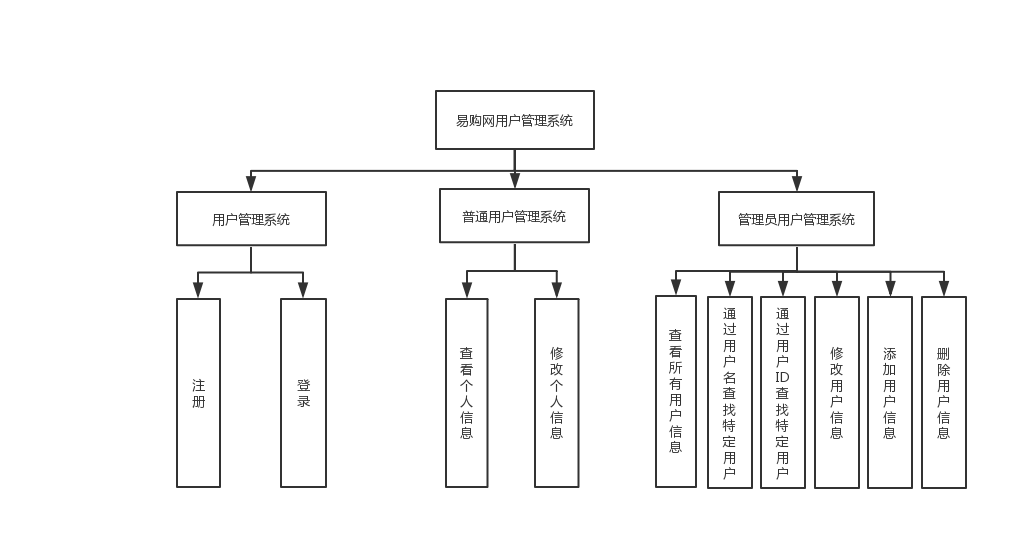 易购网用户管理系统
用户管理系统
普通用户管理系统
管理员用户管理系统
注册
登录
查看个人信息
修改个人信息
查看所有用户信息
通过用户名查找特定用户
通过用户ID查找特定用户
修改用户信息
添加用户信息
删除用户信息